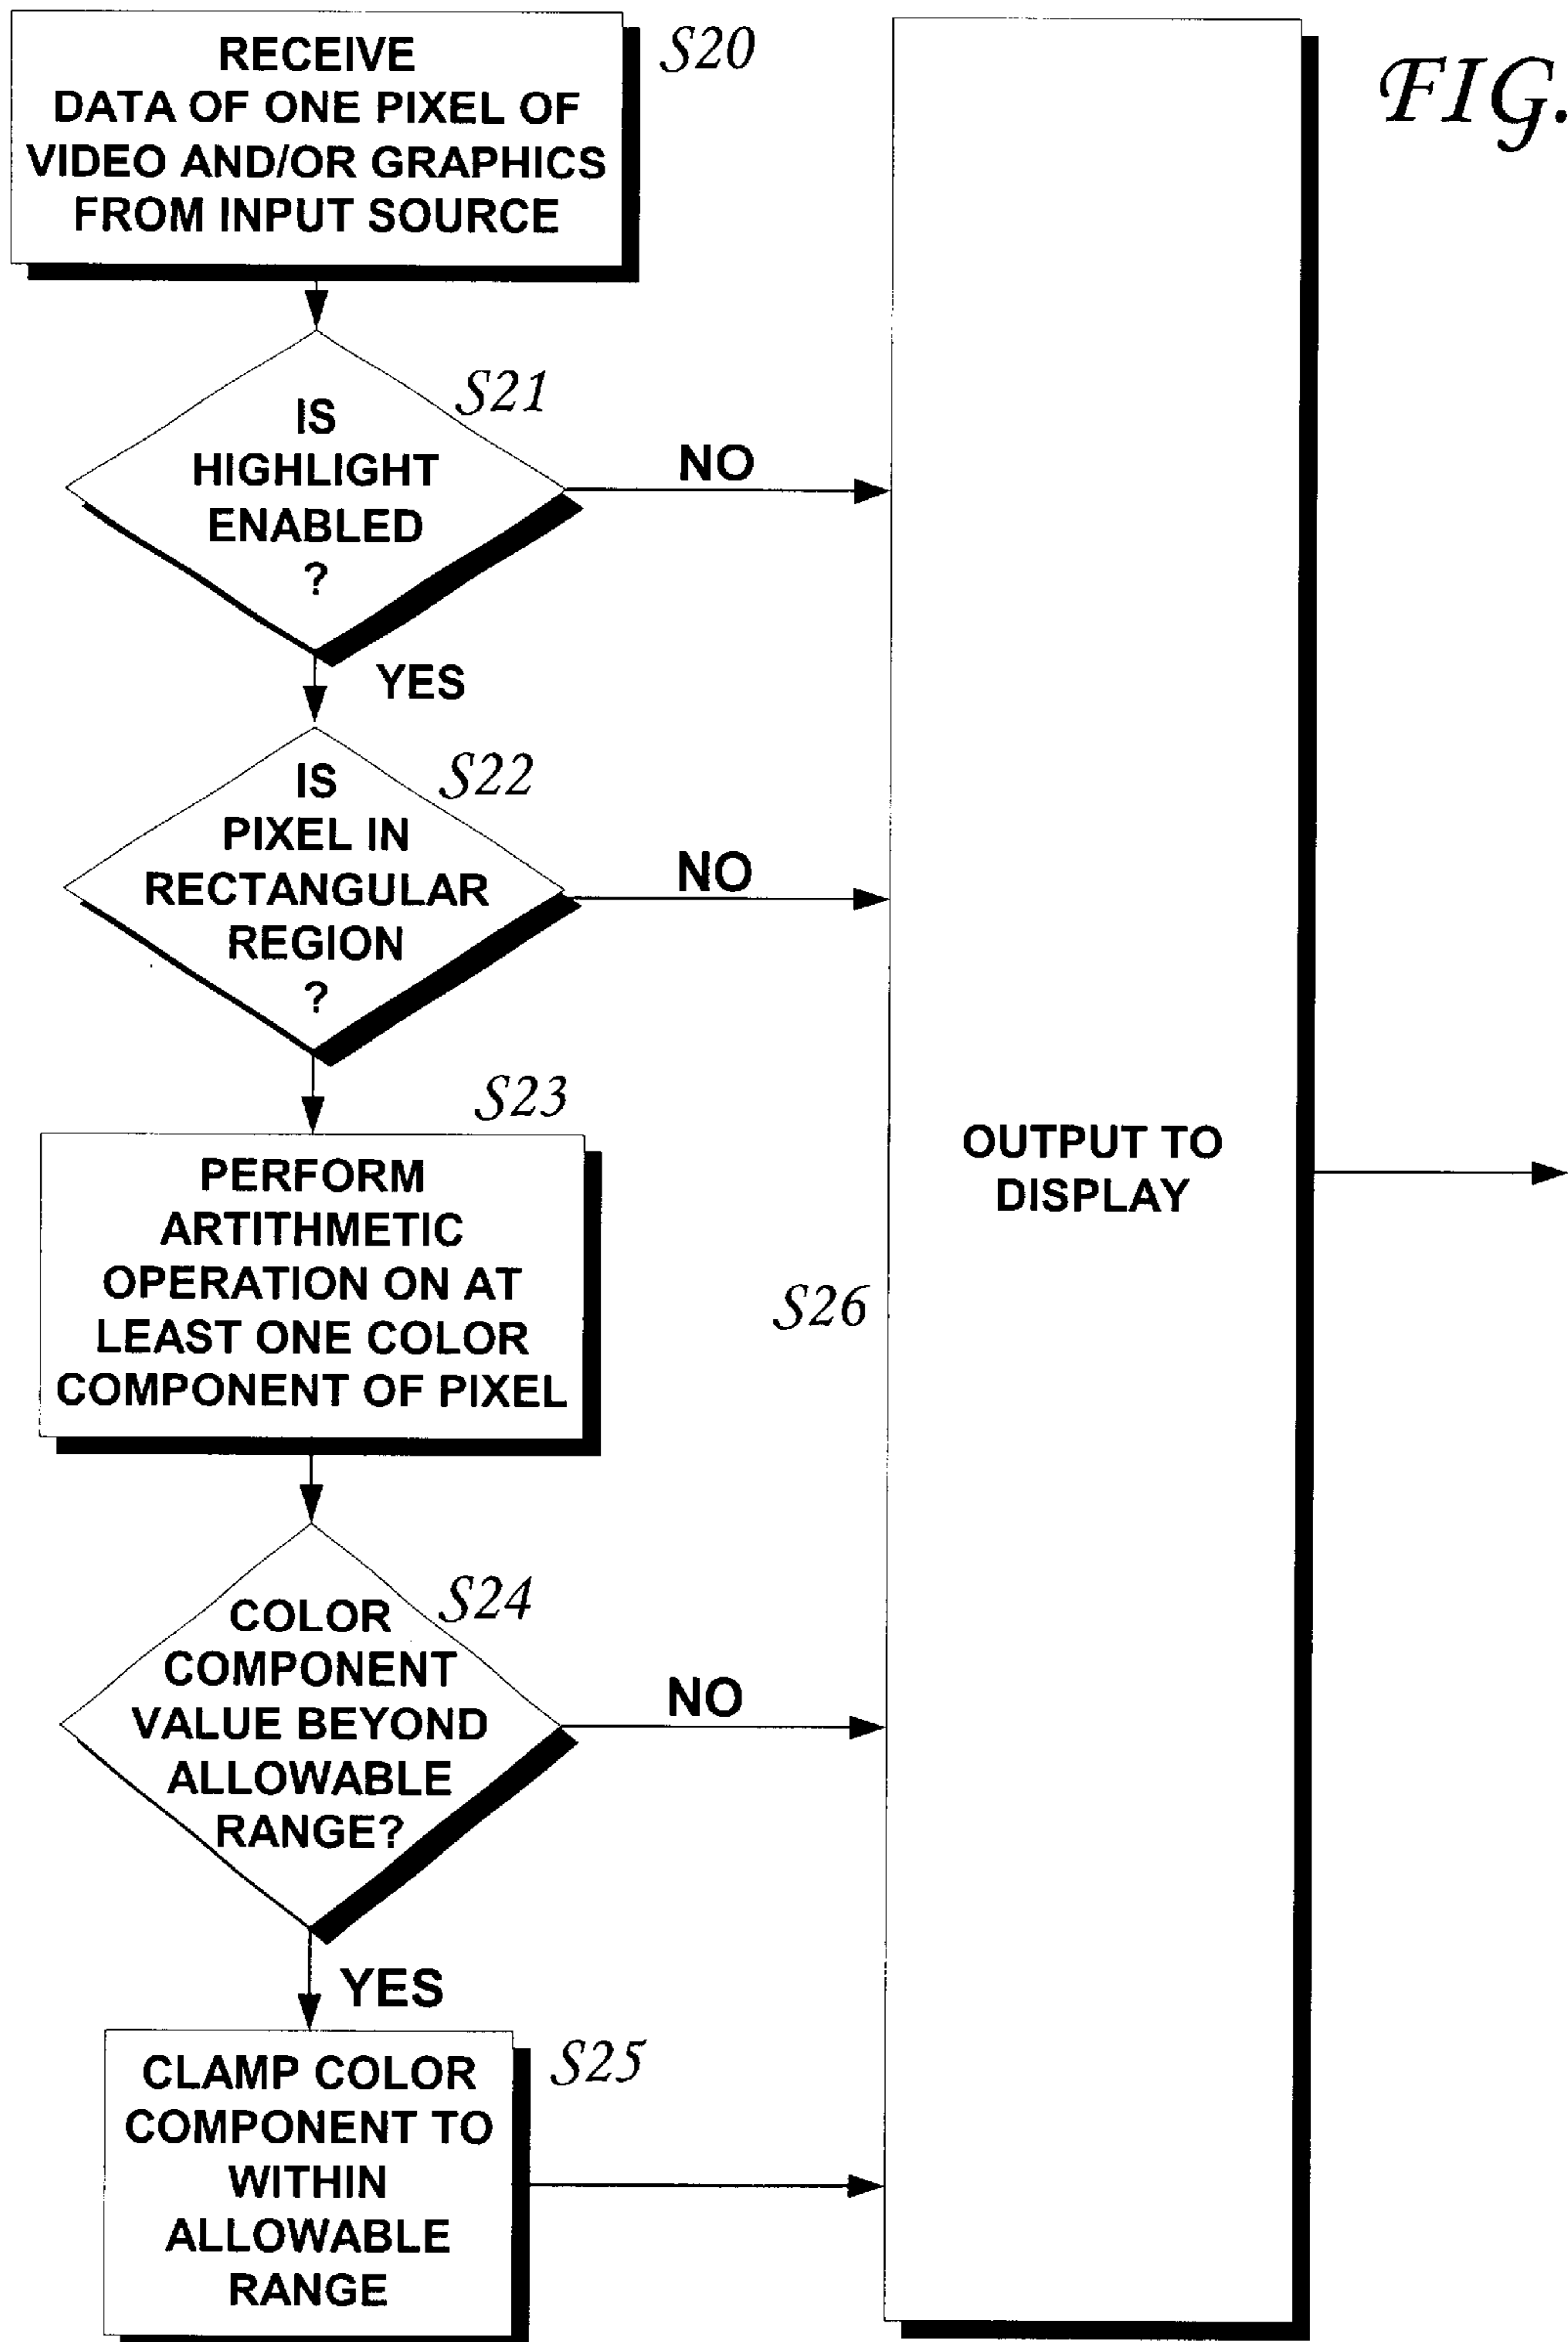 RECEIVE
DATA OF ONE PIXEL OF
VIDEO AND/OR GRAPHICS
FROM INPUT SOURCE
S20
FIG.
IS
HIGHLIGHT
ENABLED
?
S21
NO
YES
IS
PIXEL IN
RECTANGULAR
REGION
?
S22
NO
S23
PERFORM
ARTITHMETIC
OPERATION ON AT
LEAST ONE COLOR
COMPONENT OF PIXEL
OUTPUT TO
DISPLAY
S26
COLOR
COMPONENT
VALUE BEYOND
ALLOWABLE
RANGE?
S24
NO
YES
CLAMP COLOR
COMPONENT TO
WITHIN
ALLOWABLE
RANGE
S25